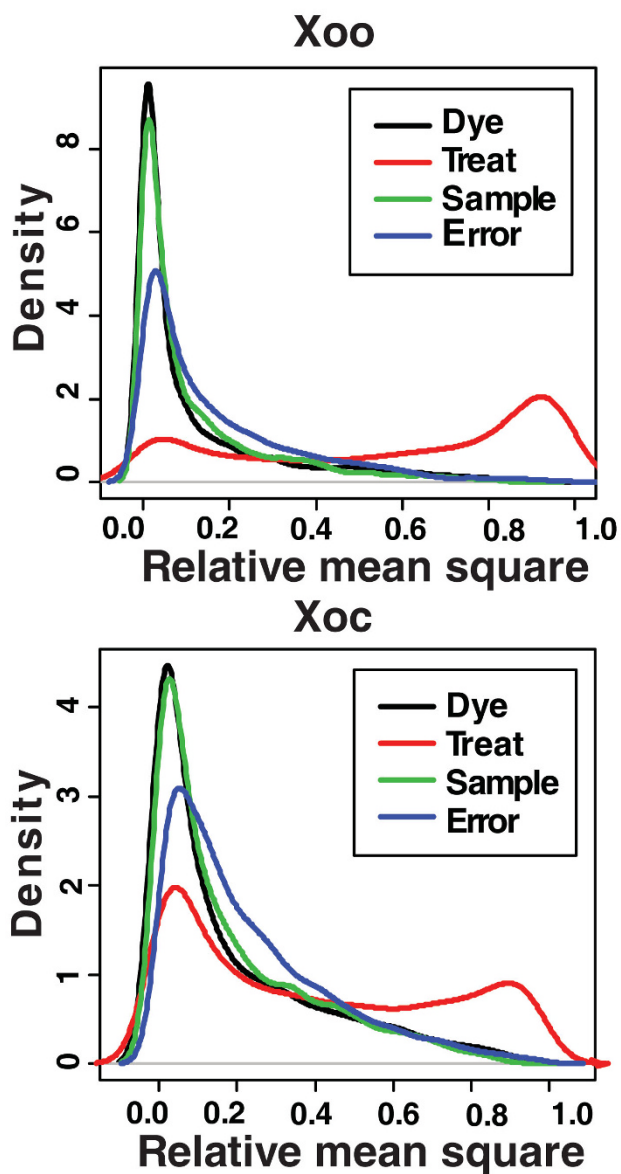 Xoo
Density
8
6
4
2
0
Dye
Treat
Sample
Error
0.0 0.2 0.4 0.6 0.8 1.0
Relative mean square
Xoc
Density
4
3
2
1
0
Dye
Treat
Sample
Error
0.0 0.2 0.4 0.6 0.8 1.0
Relative mean square